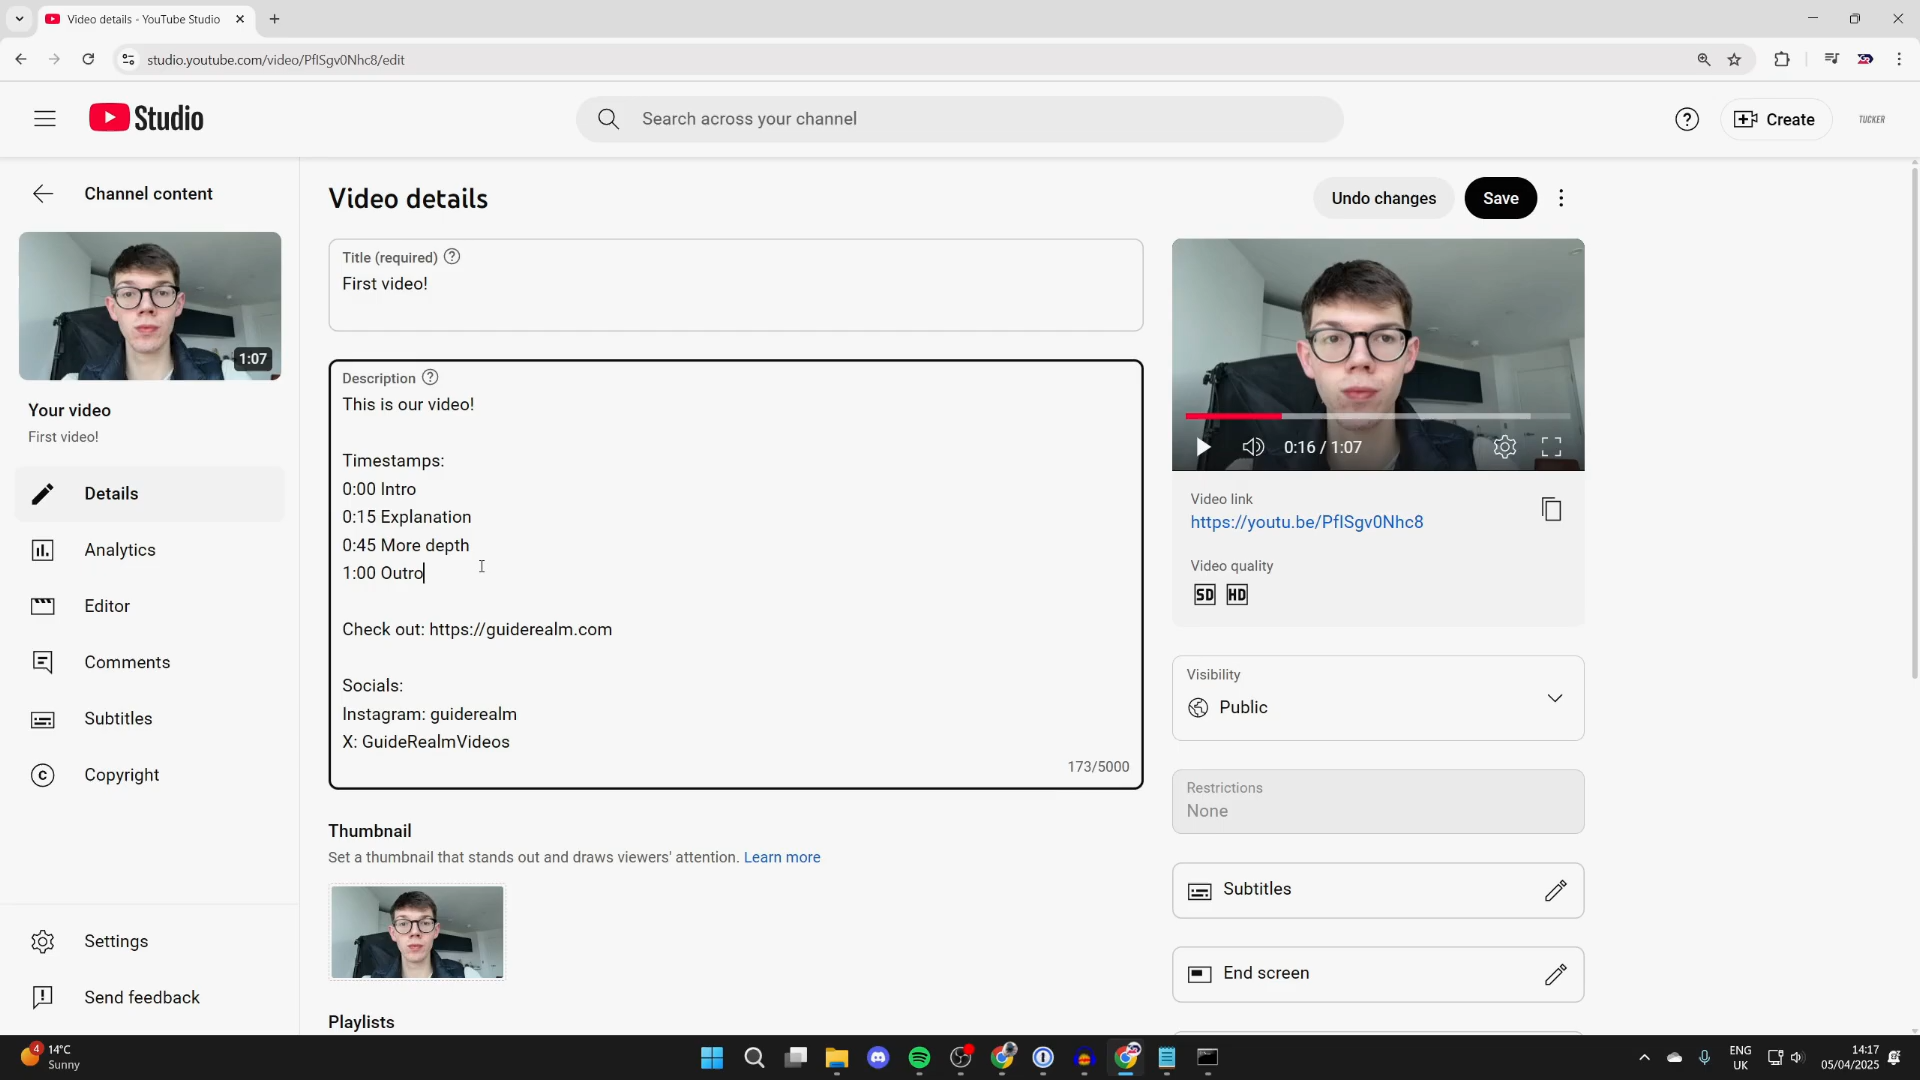 Video details - YouTube Studio
studio.youtube.com/video/PflSgv0Nhc8/edit
Studio
Search across your channel
Create
TUCKER
Channel content
1:07
Your video
First video!
Details
Analytics
Editor
Comments
Subtitles
Copyright
Settings
Send feedback
Video details
Undo changes
Save
Title (required)
First video!
Description
This is our video!
Timestamps:
0:00 Intro
0:15 Explanation
0:45 More depth
1:00 Outro
Check out: https://guiderealm.com
Socials:
Instagram: guiderealm
X: GuideRealmVideos
173/5000
Thumbnail
Set a thumbnail that stands out and draws viewers' attention. Learn more
Playlists
0:16 / 1:07
Video link
https://youtu.be/PflSgv0Nhc8
Video quality
SD HD
Visibility
Public
Restrictions
None
Subtitles
End screen
4
14°C
Sunny
ENG
UK
14:17
05/04/2025